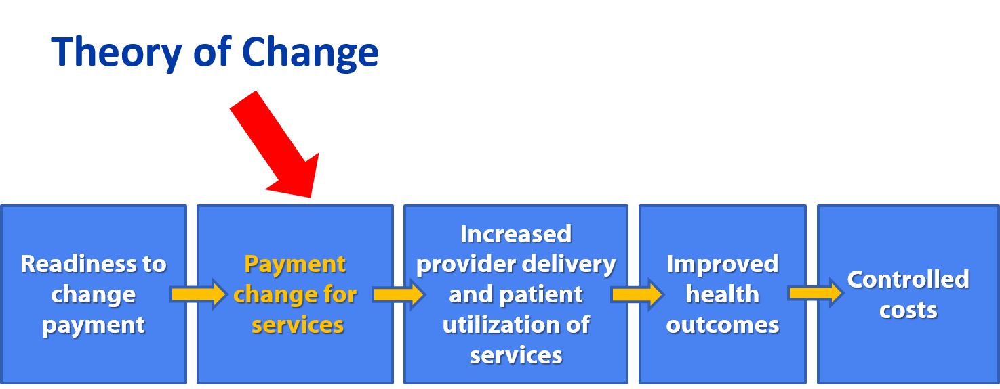 Theory of Change
Readiness to
change
payment
Payment
change for
services
Increased
provider delivery
and patient
utilization of
services
Improved
health
outcomes
Controlled
costs